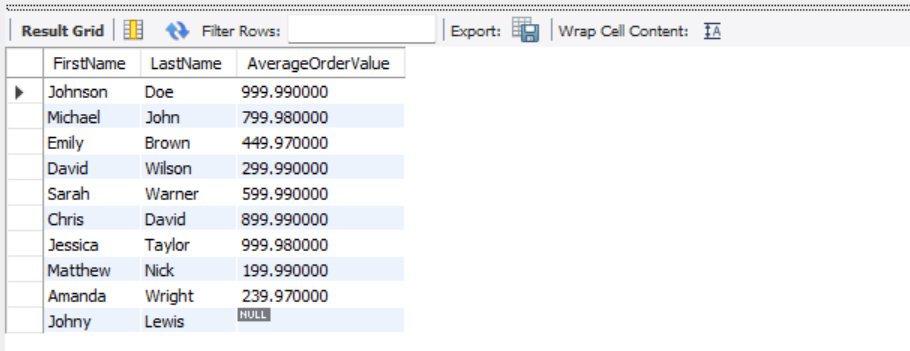 Result Grid Filter Rows: Export: Wrap Cell Content:
FirstName LastName AverageOrderValue
Johnson Doe 999.990000
Michael John 799.980000
Emily Brown 449.970000
David Wilson 299.990000
Sarah Warner 599.990000
Chris David 899.990000
Jessica Taylor 999.980000
Matthew Nick 199.990000
Amanda Wright 239.970000
Johny Lewis NULL